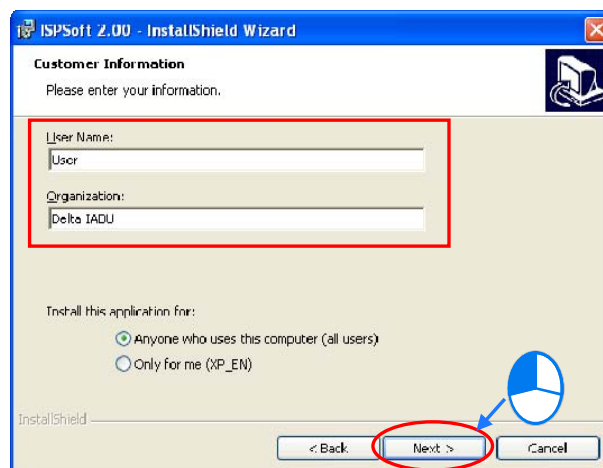 ISPSoft 2.00 - InstallShield Wizard
Customer Information
Please enter your information.
User Name:
User
Organization:
Delta IADU
Install this application for:
Anyone who uses this computer (all users)
Only for me (XP_EN)
InstallShield
< Back
Next >
Cancel